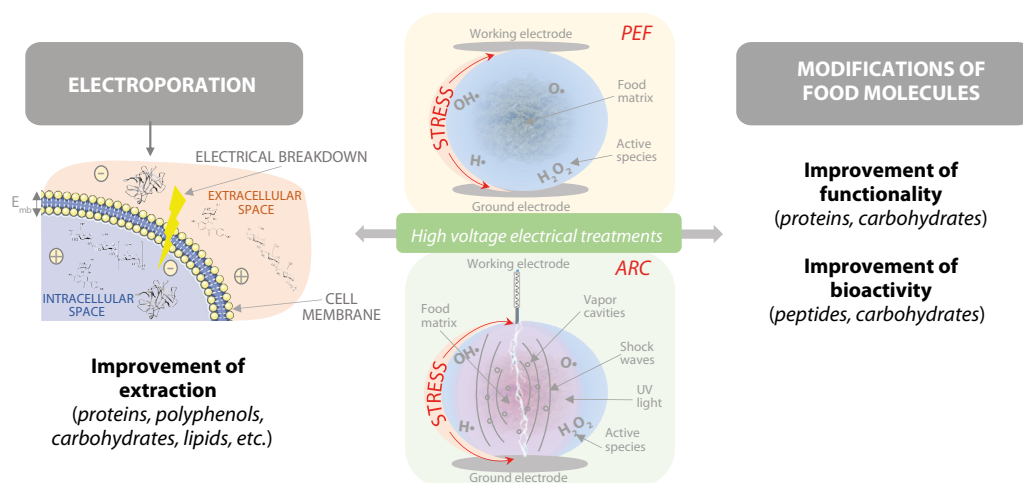 ELECTROPORATION
ELECTRICAL BREAKDOWN
EXTRACELLULAR
SPACE
E mb
INTRACELLULAR
SPACE
CELL
MEMBRANE
Improvement of
extraction
(proteins, polyphenols,
carbohydrates, lipids, etc.)
PEF
Working electrode
STRESS
OH•
O•
Food
matrix
H•
H2O2
Active
species
Ground electrode
High voltage electrical treatments
ARC
Working electrode
Food
matrix
Vapor
cavities
STRESS
OH•
O•
Shock
waves
UV
light
H•
H2O2
Active
species
Ground electrode
MODIFICATIONS OF
FOOD MOLECULES
Improvement of
functionality
(proteins, carbohydrates)
Improvement of
bioactivity
(peptides, carbohydrates)